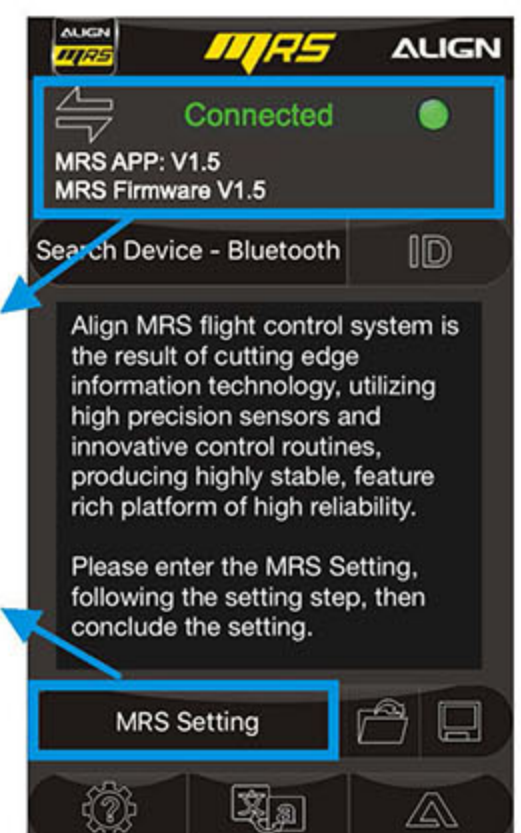 ALIGN
MRS
MRS
ALIGN
Connected
MRS APP: V1.5
MRS Firmware V1.5
Search Device - Bluetooth
ID
Align MRS flight control system is
the result of cutting edge
information technology, utilizing
high precision sensors and
innovative control routines,
producing highly stable, feature
rich platform of high reliability.
Please enter the MRS Setting,
following the setting step, then
conclude the setting.
MRS Setting
?
文 a